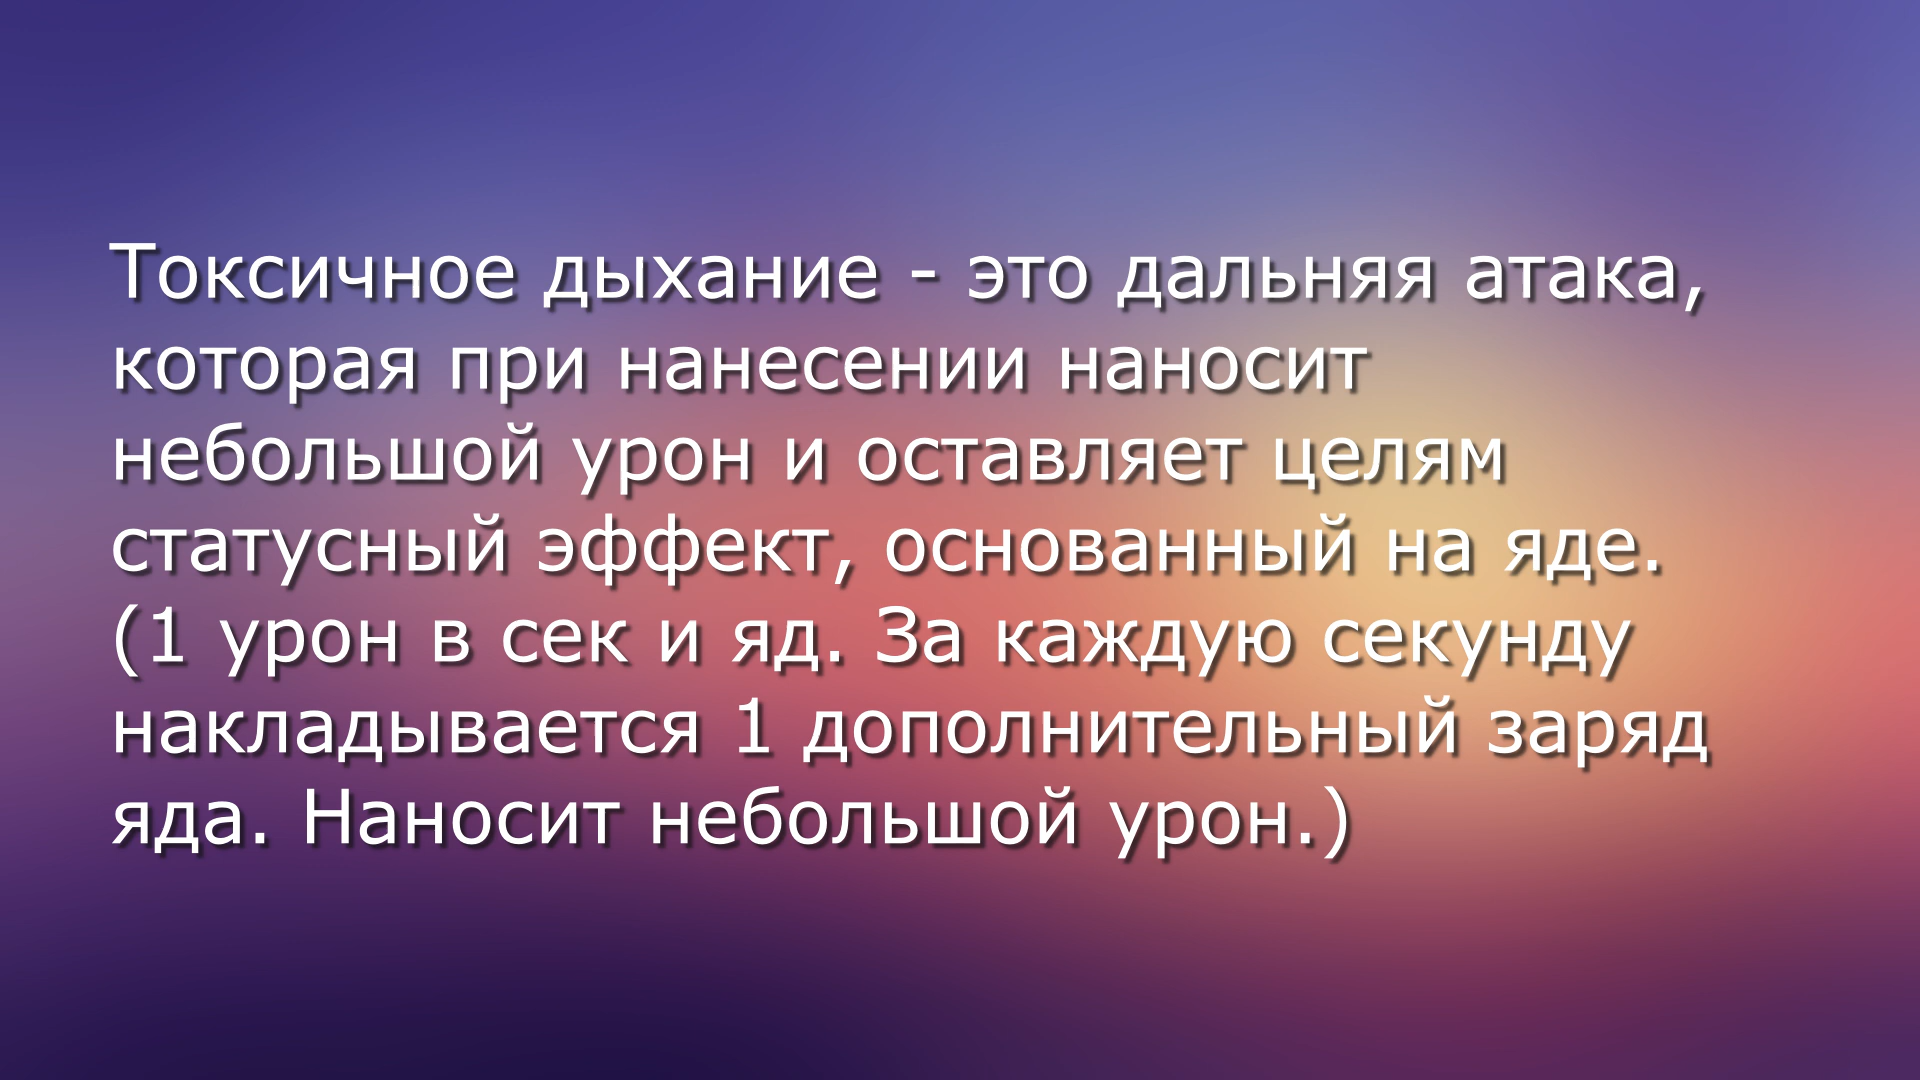 Токсичное дыхание - это дальняя атака,
которая при нанесении наносит
небольшой урон и оставляет целям
статусный эффект, основанный на яде.
(1 урон в сек и яд. За каждую секунду
накладывается 1 дополнительный заряд
яда. Наносит небольшой урон.)